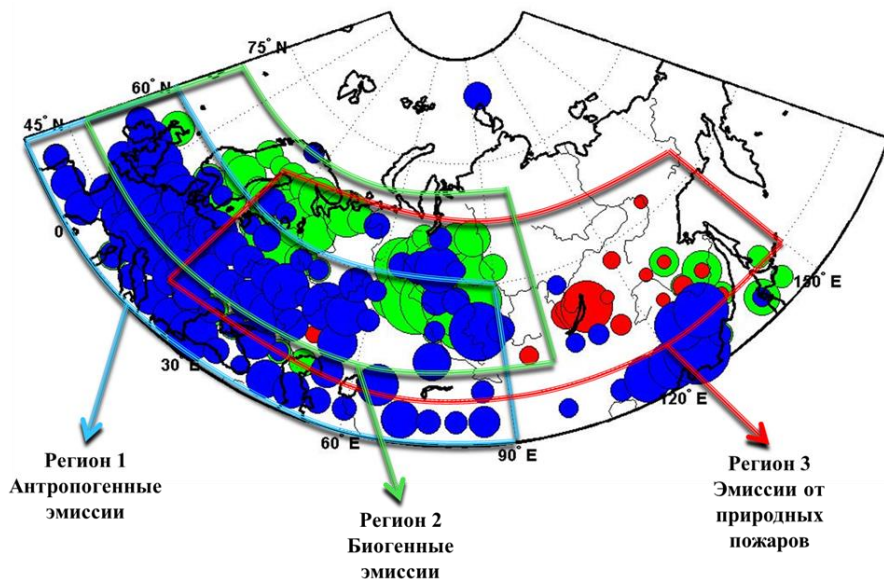 75° N
60° N
45° N
0°
30° E
60° E
90° E
120° E
150° E
Регион 1
Антропогенные
эмиссии
Регион 2
Биогенные
эмиссии
Регион 3
Эмиссии от
природных
пожаров